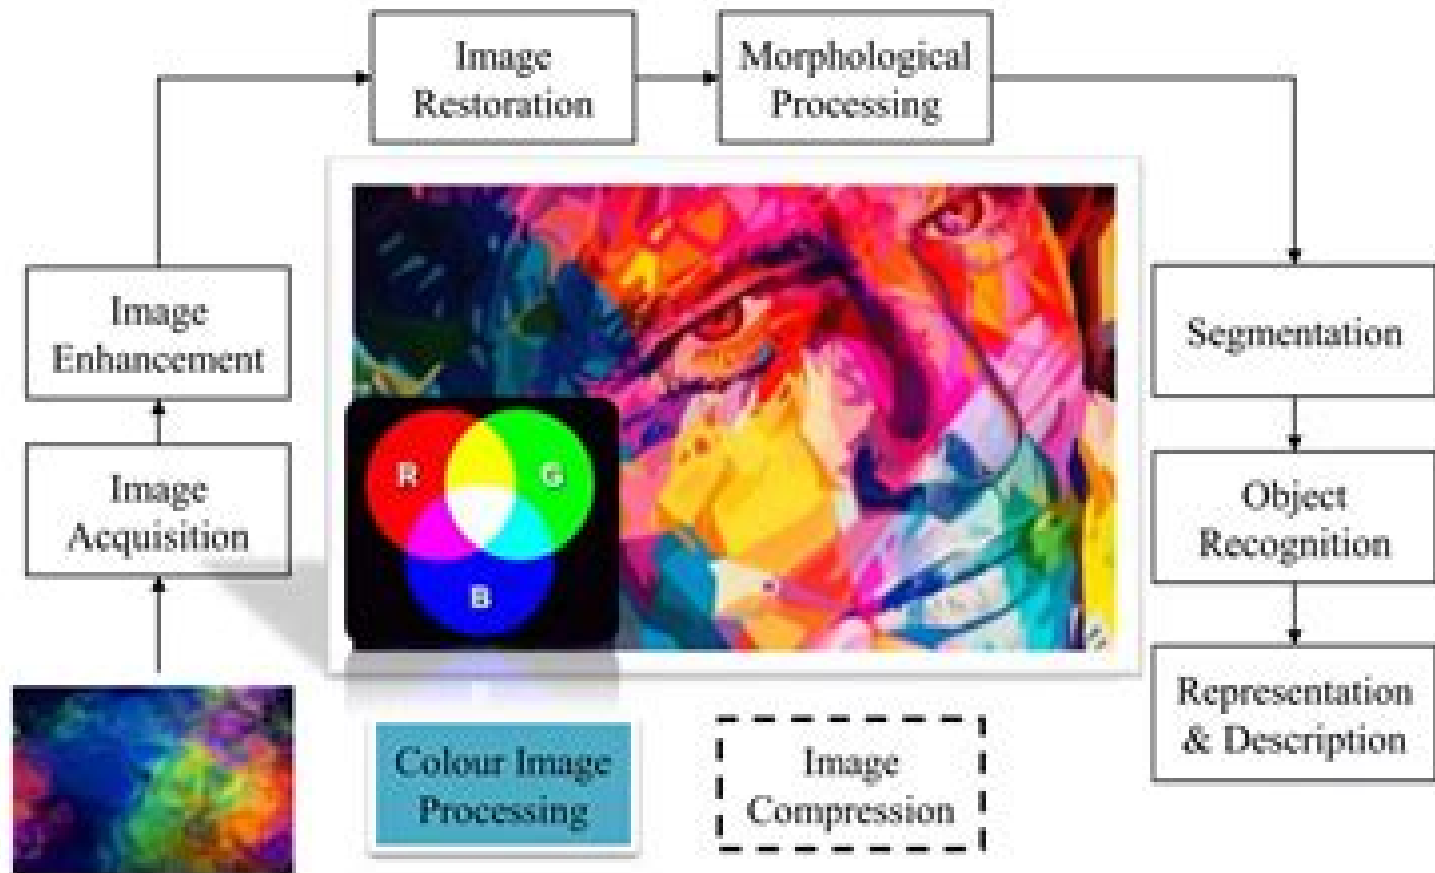 Image
Restoration
Morphological
Processing
Image
Enhancement
Segmentation
R
G
B
Image
Acquisition
Object
Recognition
Representation
& Description
Colour Image
Processing
Image
Compression